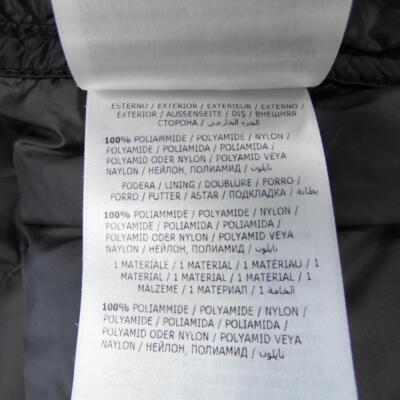 ESTERNO / EXTERIOR / EXTERIEUR / EXTERNO /
EXTERIOR / AUSSENSEITE / DIŞ / ВНЕШНЯЯ
СТОРОНА / الجزء الخارجي /
100% POLIAMMIDE / POLYAMIDE / NYLON /
POLYAMIDE / POLIAMIDA / POLIAMIDA /
POLYAMID ODER NYLON / POLYAMID VEYA
NAYLON / НЕЙЛОН, ПОЛИАМИД / نايلون /
FODERA / LINING / DOUBLURE / FORRO /
FORRO / FUTTER / ASTAR / ПОДКЛАДКА / بطانة /
100% POLIAMMIDE / POLYAMIDE / NYLON /
POLYAMIDE / POLIAMIDA / POLIAMIDA /
POLYAMID ODER NYLON / POLYAMID VEYA
NAYLON / НЕЙЛОН, ПОЛИАМИД / نايلون /
1 MATERIALE / 1 MATERIAL / 1 MATÉRIAU / 1
MATERIAL / 1 MATERIAL / 1 MATERIAL / 1
MALZEME / 1 МАТЕРИАЛ / 1 الخامة /
100% POLIAMMIDE / POLYAMIDE / NYLON /
POLYAMIDE / POLIAMIDA / POLIAMIDA /
POLYAMID ODER NYLON / POLYAMID VEYA
NAYLON / НЕЙЛОН, ПОЛИАМИД / نايلون /